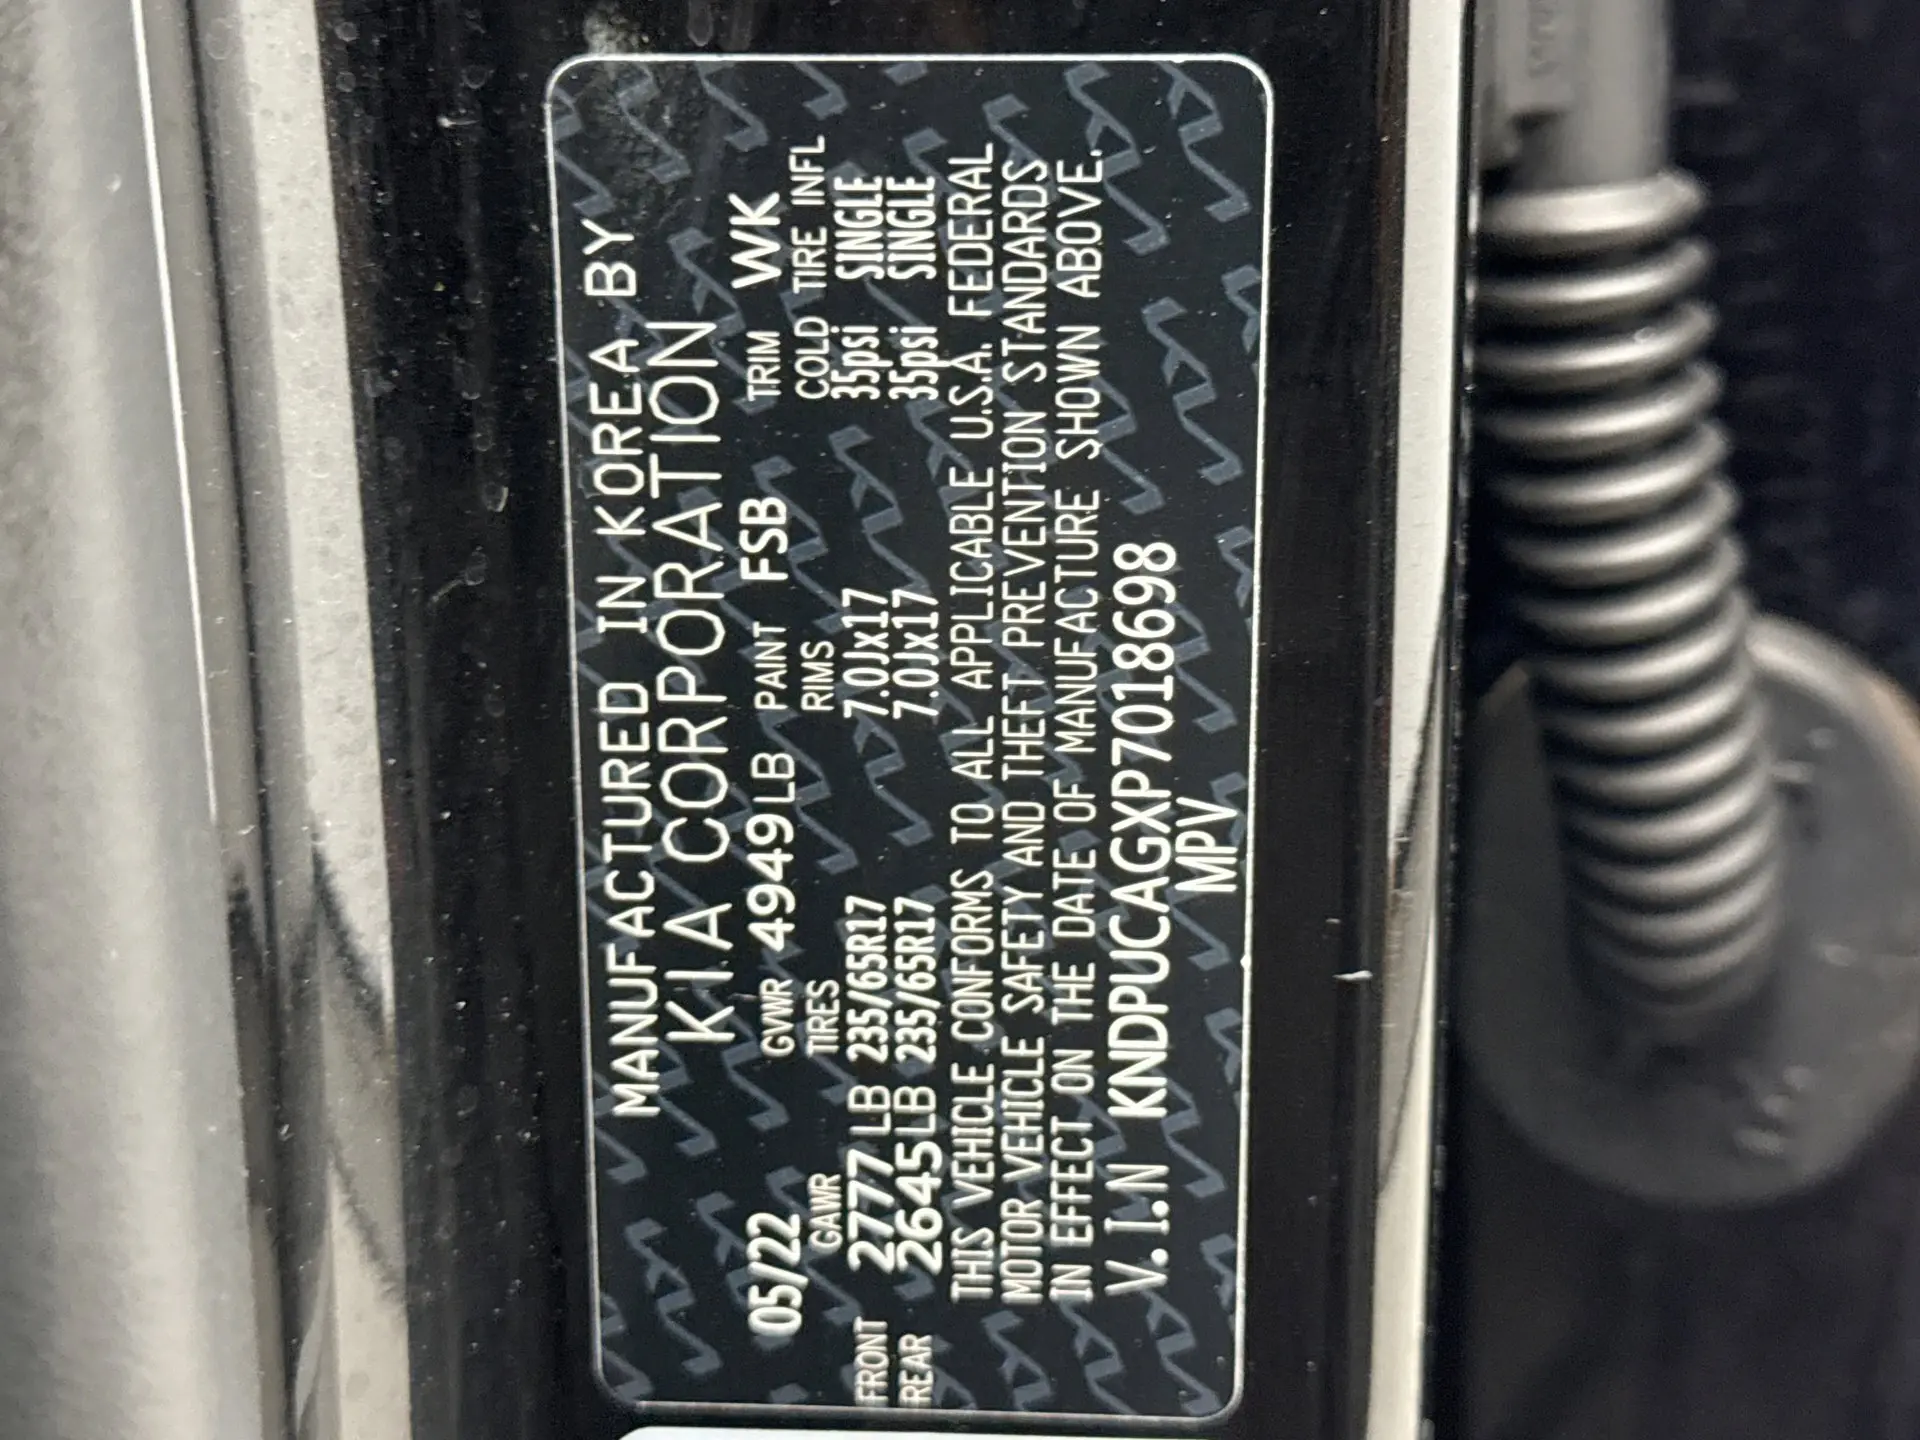 MANUFACTURED IN KOREA BY
KIA CORPORATION
05/22 GVWR 4949LB PAINT FSB TRIM WK
GAWR TIRES RIMS COLD TIRE INFL
FRONT 2777LB 235/65R17 7.0Jx17 35psi SINGLE
REAR 2645LB 235/65R17 7.0Jx17 35psi SINGLE
THIS VEHICLE CONFORMS TO ALL APPLICABLE U.S.A. FEDERAL
MOTOR VEHICLE SAFETY AND THEFT PREVENTION STANDARDS
IN EFFECT ON THE DATE OF MANUFACTURE SHOWN ABOVE.
V.I.N KNDPUCAGXP7018698
MPV